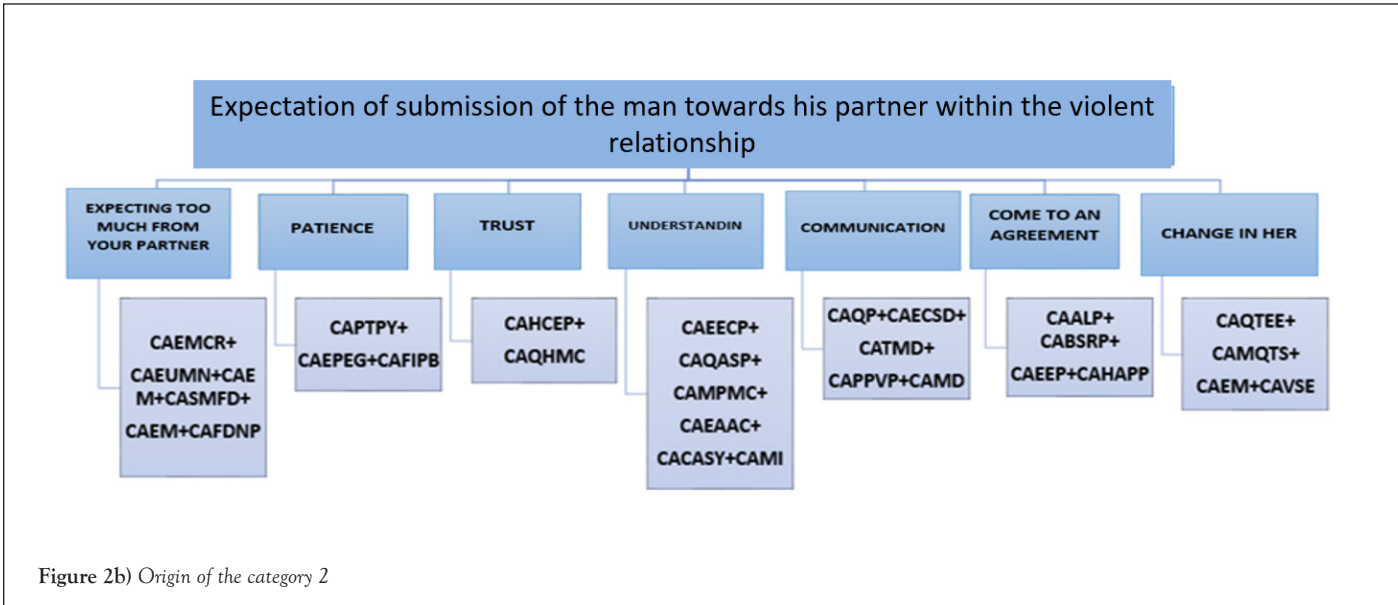 Expectation of submission of the man towards his partner within the violent
relationship
EXPECTING TOO
MUCH FROM
YOUR PARTNER
PATIENCE
TRUST
UNDERSTANDIN
COMMUNICATION
COME TO AN
AGREEMENT
CHANGE IN HER
CAEMCR+
CAEUMN+CAE
M+CASMFD+
CAEM+CAFDNP
CAPTPY+
CAEPEG+CAFIPB
CAHCEP+
CAQHMC
CAEECP+
CAQASP+
CAMPMC+
CAEAAC+
CACASY+CAMI
CAQP+CAECSD+
CATMD+
CAPPVP+CAMD
CAALP+
CABSRP+
CAEEP+CAHAPP
CAQTEE+
CAMQTS+
CAEM+CAVSE
Figure 2b) Origin of the category 2